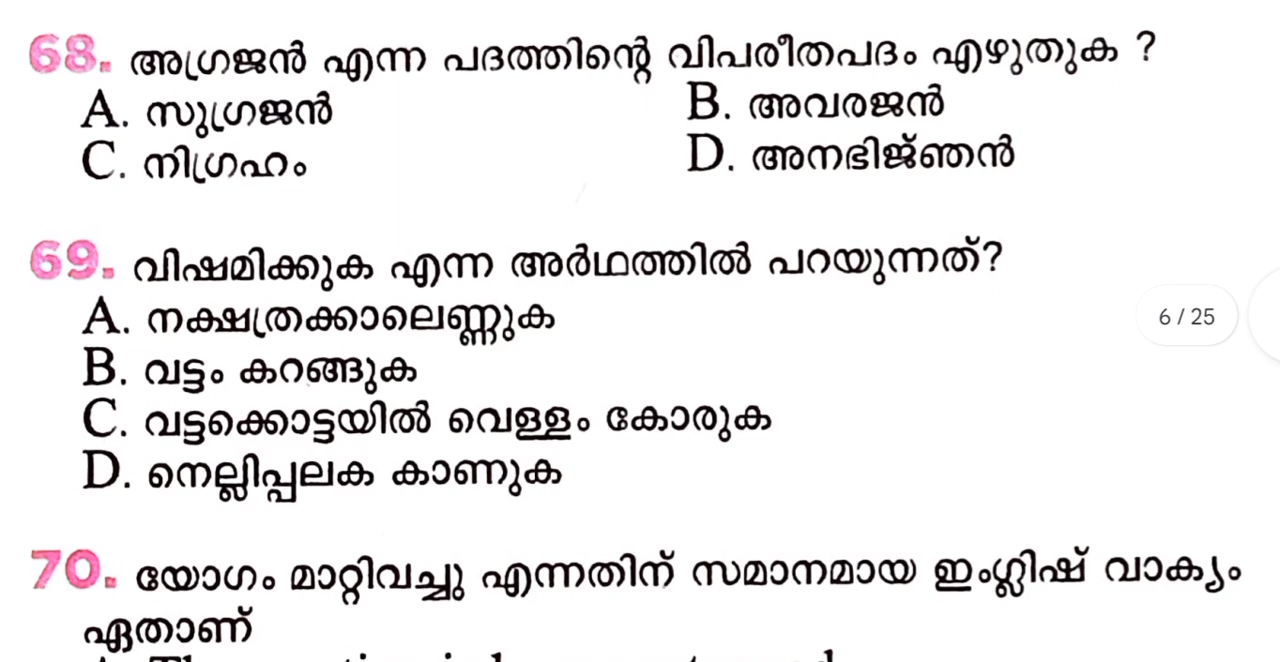 68. അഗ്രജൻ എന്ന പദത്തിന്റെ വിപരീതപദം എഴുതുക ?
A. സുഗ്രജൻ B. അവരജൻ
C. നിഗ്രഹം D. അനഭിജ്ഞൻ
69. വിഷമിക്കുക എന്ന അർഥത്തിൽ പറയുന്നത്?
A. നക്ഷത്രക്കാലെണ്ണുക
6 / 25
B. വട്ടം കറങ്ങുക
C. വട്ടക്കൊട്ടയിൽ വെള്ളം കോരുക
D. നെല്ലിപ്പലക കാണുക
70. യോഗം മാറ്റിവച്ചു എന്നതിന് സമാനമായ ഇംഗ്ലിഷ് വാക്യം
ഏതാണ്